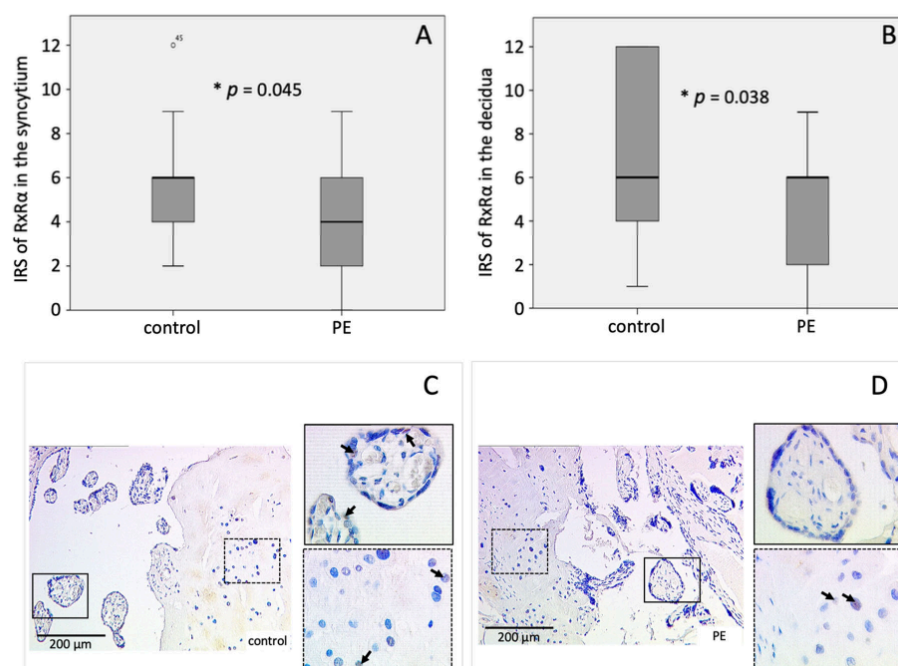 A
IRS of RxRα in the syncytium
12
10
8
6
4
2
0
45
* p = 0.045
control
PE
B
IRS of RxRα in the decidua
12
10
8
6
4
2
0
* p = 0.038
control
PE
C
200 µm
control
D
200 µm
PE